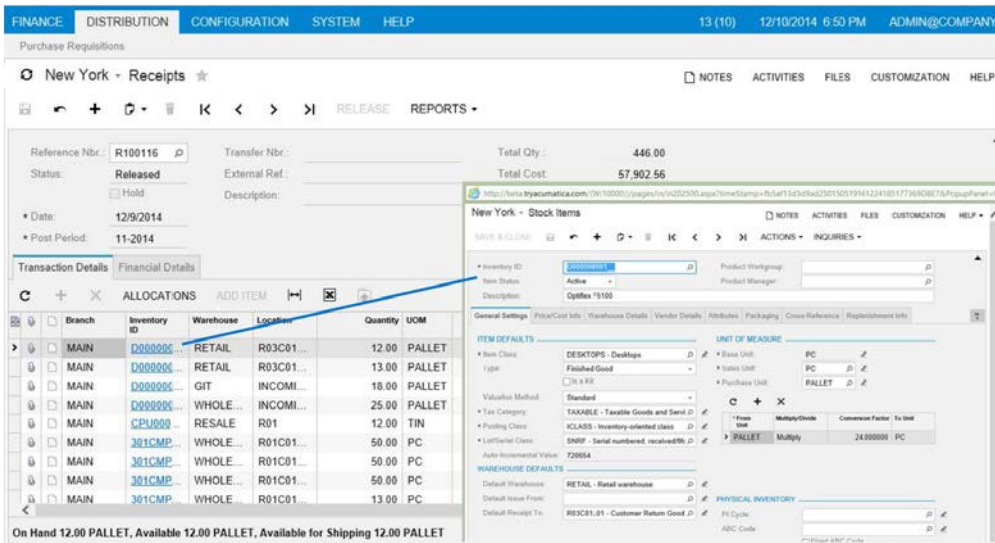 FINANCE DISTRIBUTION CONFIGURATION SYSTEM HELP 13 (10) 12/10/2014 6:50 PM ADMIN@COMPANY
Purchase Requisitions
New York - Receipts NOTES ACTIVITIES FILES CUSTOMIZATION HELP
RELEASE REPORTS
Reference Nbr.: R100116 Transfer Nbr.: Total Qty.: 446.00
Status: Released External Ref.: Total Cost: 57,902.56
Hold Description:
* Date: 12/9/2014
* Post Period: 11-2014
Transaction Details Financial Details
ALLOCATIONS ADD ITEM
Branch Inventory ID Warehouse Location Quantity UOM
MAIN D000000... RETAIL R03C01... 12.00 PALLET
MAIN D000000... RETAIL R03C01... 13.00 PALLET
MAIN D000000... GIT INCOMI... 18.00 PALLET
MAIN D000000... WHOLE... INCOMI... 25.00 PALLET
MAIN CPU000... RESALE R01 12.00 TIN
MAIN 301CMP... WHOLE... R01C01... 50.00 PC
MAIN 301CMP... WHOLE... R01C01... 50.00 PC
MAIN 301CMP... WHOLE... R01C01... 50.00 PC
MAIN 301CMP... WHOLE... R01C01... 13.00 PC
On Hand 12.00 PALLET, Available 12.00 PALLET, Available for Shipping 12.00 PALLET
New York - Stock Items NOTES ACTIVITIES FILES CUSTOMIZATION HELP
SAVE & CLOSE ACTIONS INQUIRIES
* Inventory ID: Product Workgroup:
Item Status: Active Product Manager:
Description: Optiflex
General Settings Price/Cost Info Warehouse Details Vendor Details Attributes Packaging Cross-Reference Replenishment Info
ITEM DEFAULTS UNIT OF MEASURE
* Item Class: DESKTOPS - Desktops * Base Unit: PC
Type: Finished Good * Sales Unit: PC
Is a Kit * Purchase Unit: PALLET
Valuation Method: Standard
* Tax Category: TAXABLE - Taxable Goods and Servi
* Posting Class: ICLASS - Inventory-oriented class
* From Unit Multiply/Divide Conversion Factor To Unit
* Lot/Serial Class: SNRF - Serial numbered, received/
PALLET Multiply 24.000000 PC
Auto-Incremental Value: 720654
WAREHOUSE DEFAULTS
Default Warehouse: RETAIL - Retail warehouse
Default Issue From: PHYSICAL INVENTORY
Default Receipt To: R03C01.01 - Customer Return Good PI Cycle:
ABC Code: